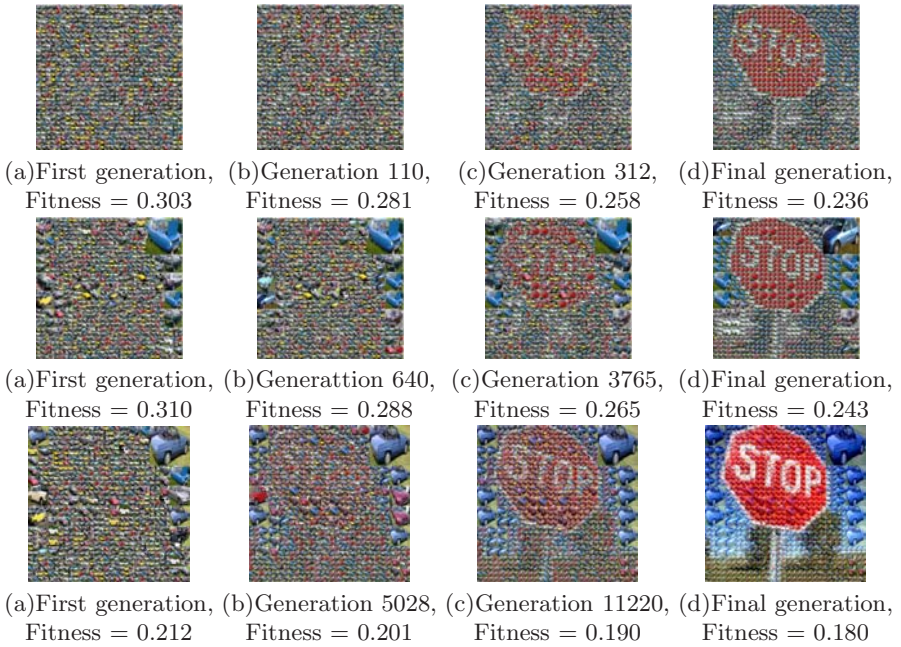 STOP
STOP
(a)First generation, (b)Generation 110, (c)Generation 312, (d)Final generation,
Fitness = 0.303 Fitness = 0.281 Fitness = 0.258 Fitness = 0.236
STOP
STOP
(a)First generation, (b)Generattion 640, (c)Generation 3765, (d)Final generation,
Fitness = 0.310 Fitness = 0.288 Fitness = 0.265 Fitness = 0.243
STOP
STOP
(a)First generation, (b)Generation 5028, (c)Generation 11220, (d)Final generation,
Fitness = 0.212 Fitness = 0.201 Fitness = 0.190 Fitness = 0.180